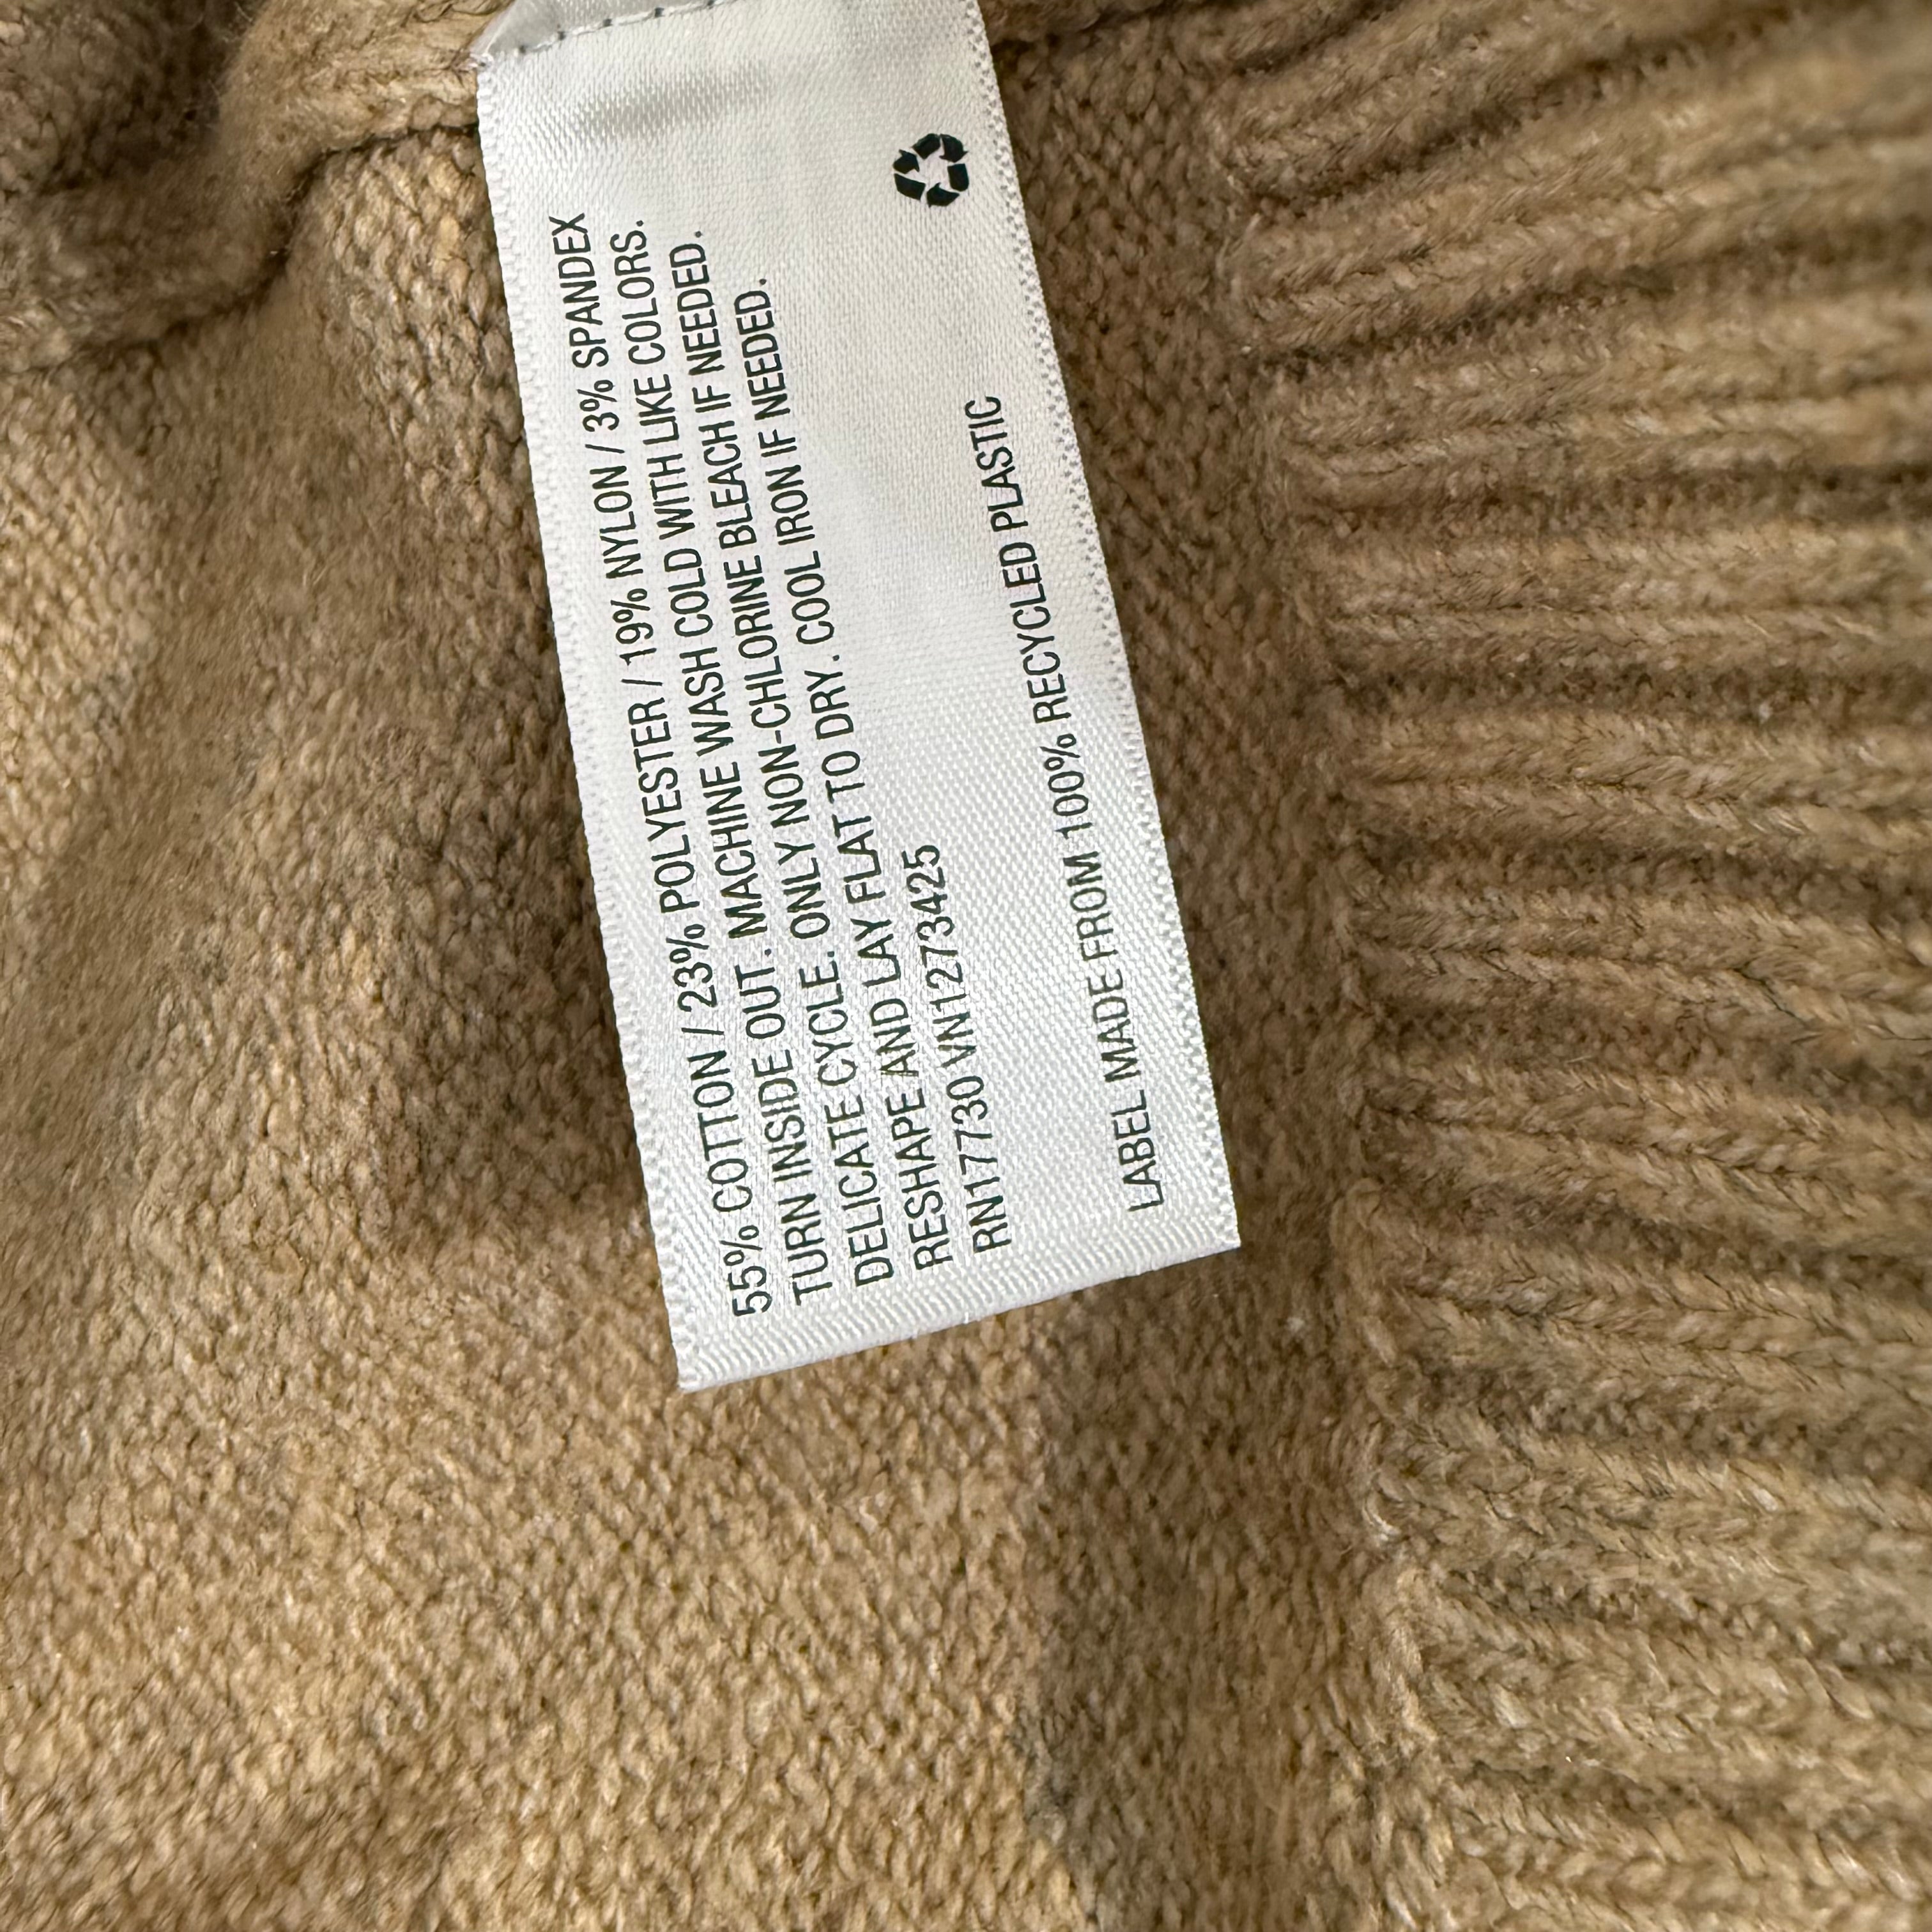 55% COTTON / 23% POLYESTER / 19% NYLON / 3% SPANDEX
TURN INSIDE OUT. MACHINE WASH COLD WITH LIKE COLORS.
DELICATE CYCLE. ONLY NON-CHLORINE BLEACH IF NEEDED.
RESHAPE AND LAY FLAT TO DRY. COOL IRON IF NEEDED.
RN17730 VN1273425
LABEL MADE FROM 100% RECYCLED PLASTIC